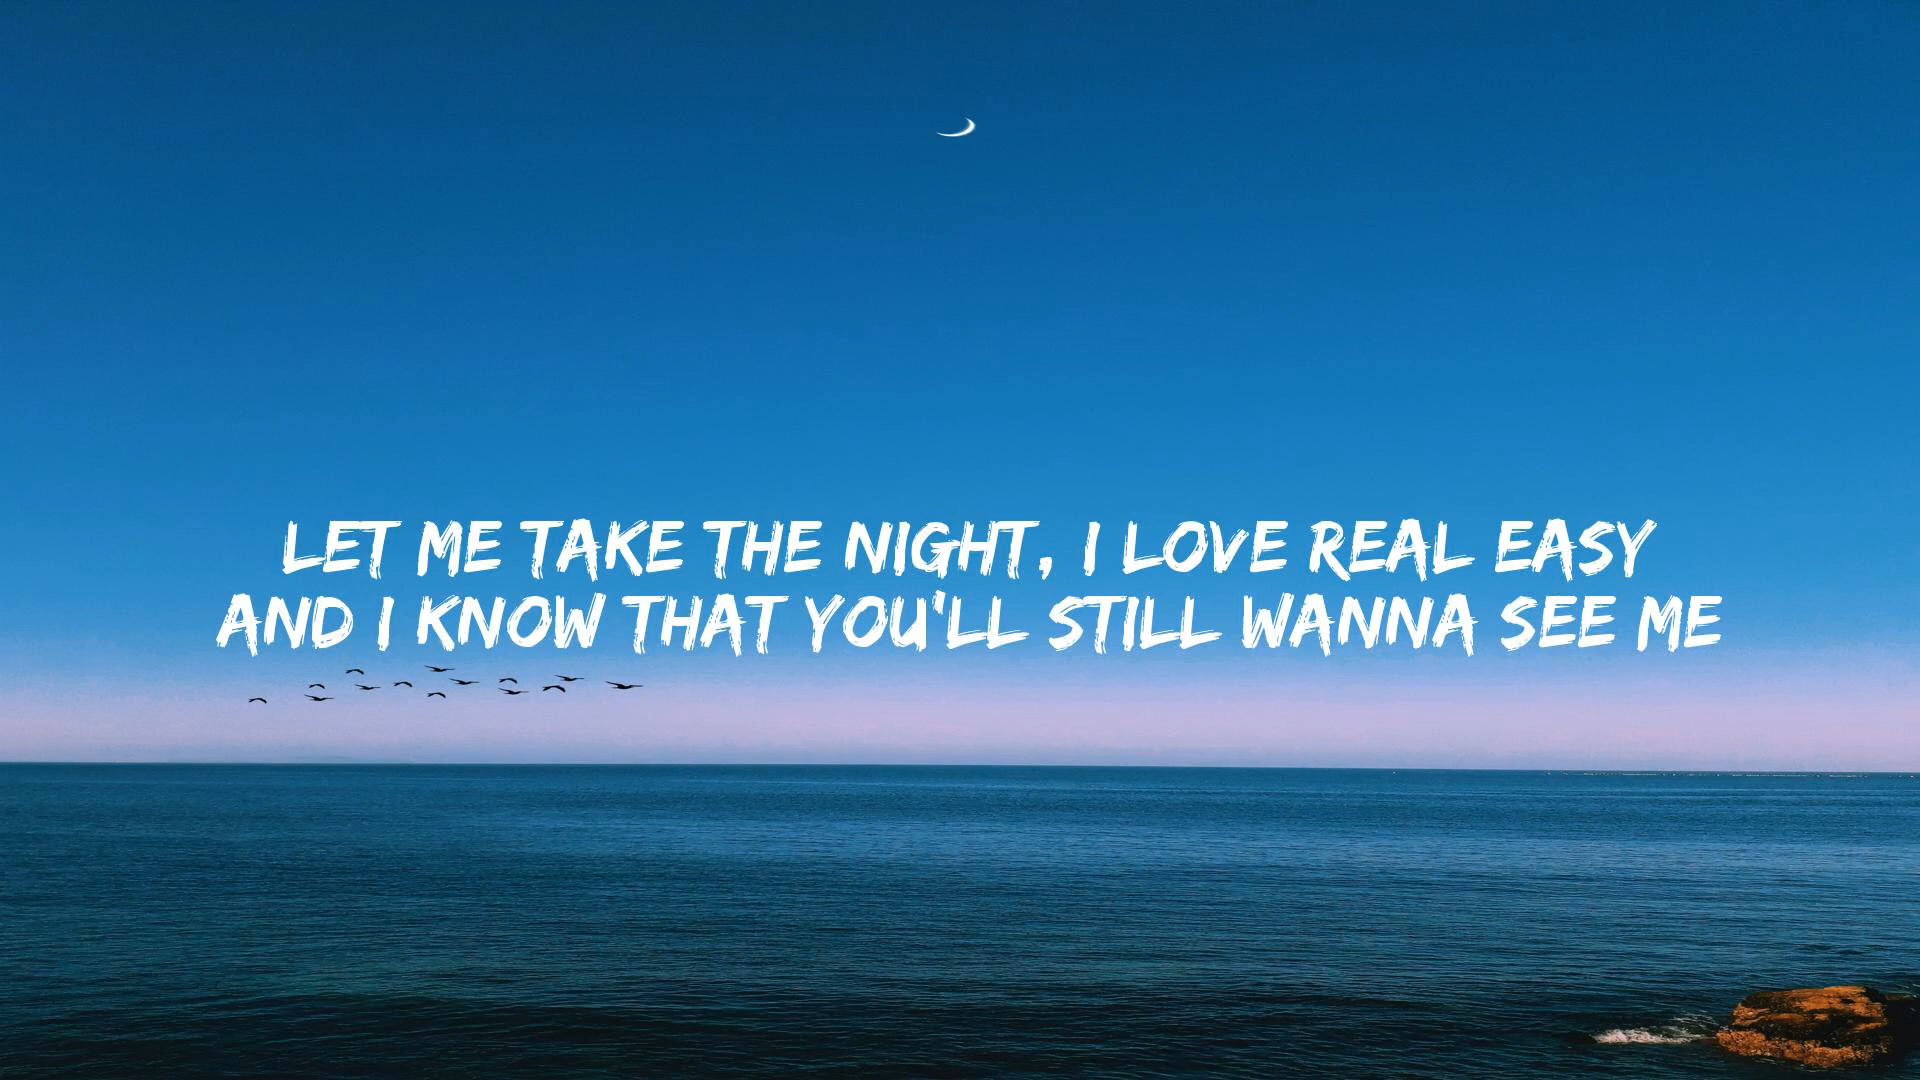 LET ME TAKE THE NIGHT, I LOVE REAL EASY
AND I KNOW THAT YOU'LL STILL WANNA SEE ME